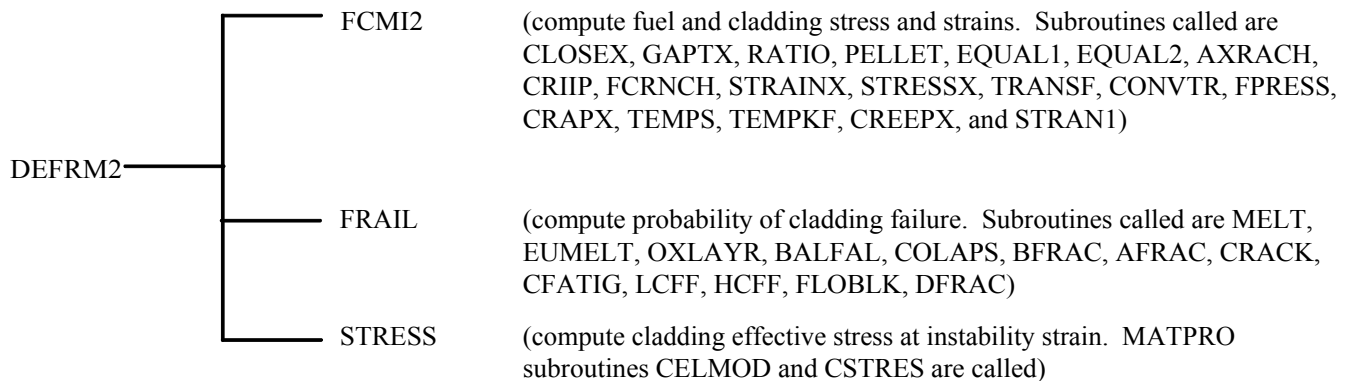 FCMI2 (compute fuel and cladding stress and strains. Subroutines called are
CLOSEX, GAPTX, RATIO, PELLET, EQUAL1, EQUAL2, AXRACH,
CRIIP, FCRNCH, STRAINX, STRESSX, TRANSF, CONVTR, FPRESS,
CRAPX, TEMPS, TEMPKF, CREEPX, and STRAN1)
DEFRM2
FRAIL (compute probability of cladding failure. Subroutines called are MELT,
EUMELT, OXLAYR, BALFAL, COLAPS, BFRAC, AFRAC, CRACK,
CFATIG, LCFF, HCFF, FLOBLK, DFRAC)
STRESS (compute cladding effective stress at instability strain. MATPRO
subroutines CELMOD and CSTRES are called)